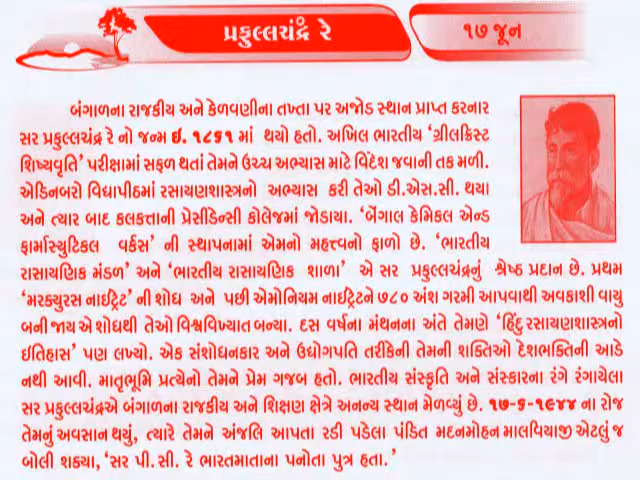 પ્રફુલ્લચંદ્ર રે
૧૭ જૂન
બંગાળના રાજકીય અને કેળવણીના તખ્તા પર અજોડ સ્થાન પ્રાપ્ત કરનાર
સર પ્રફુલ્લચંદ્ર રે નો જન્મ ઇ. ૧૮૬૧ માં થયો હતો. અખિલ ભારતીય ‘ગ્રીલક્રિસ્ટ
શિષ્યવૃતિ’ પરીક્ષામાં સફળ થતાં તેમને ઉચ્ચ અભ્યાસ માટે વિદેશ જવાની તક મળી.
એડિનબરો વિદ્યાપીઠમાં રસાયણશાસ્ત્રનો અભ્યાસ કરી તેઓ ડી.એસ.સી. થયા
અને ત્યાર બાદ કલકત્તાની પ્રેસીડેન્સી કોલેજમાં જોડાયા. ‘બેંગાલ કેમિકલ એન્ડ
ફાર્માસ્યુટિકલ વર્કસ’ ની સ્થાપનામાં એમનો મહત્ત્વનો ફાળો છે. ‘ભારતીય
રાસાયણિક મંડળ’ અને ‘ભારતીય રાસાયણિક શાળા’ એ સર પ્રફુલ્લચંદ્રનું શ્રેષ્ઠ પ્રદાન છે. પ્રથમ
‘મરક્યુરસ નાઇટ્રિટ’ ની શોધ અને પછી એમોનિયમ નાઇટ્રિટને ૭૮૦ અંશ ગરમી આપવાથી અવકાશી વાયુ
બની જાય એ શોધથી તેઓ વિશ્વવિખ્યાત બન્યા. દસ વર્ષના મંથનના અંતે તેમણે ‘હિંદુ રસાયણશાસ્ત્રનો
ઇતિહાસ’ પણ લખ્યો. એક સંશોધનકાર અને ઉદ્યોગપતિ તરીકેની તેમની શક્તિઓ દેશભક્તિની આડે
નથી આવી. માતૃભૂમિ પ્રત્યેનો તેમને પ્રેમ ગજબ હતો. ભારતીય સંસ્કૃતિ અને સંસ્કારના રંગે રંગાયેલા
સર પ્રફુલ્લચંદ્રએ બંગાળના રાજકીય અને શિક્ષણ ક્ષેત્રે અનન્ય સ્થાન મેળવ્યું છે. ૧૭-૬-૧૯૪૪ ના રોજ
તેમનું અવસાન થયું, ત્યારે તેમને અંજલિ આપતા રડી પડેલા પંડિત મદનમોહન માલવિયાજી એટલું જ
બોલી શક્યા, ‘સર પી. સી. રે ભારતમાતાના પનોતા પુત્ર હતા.’